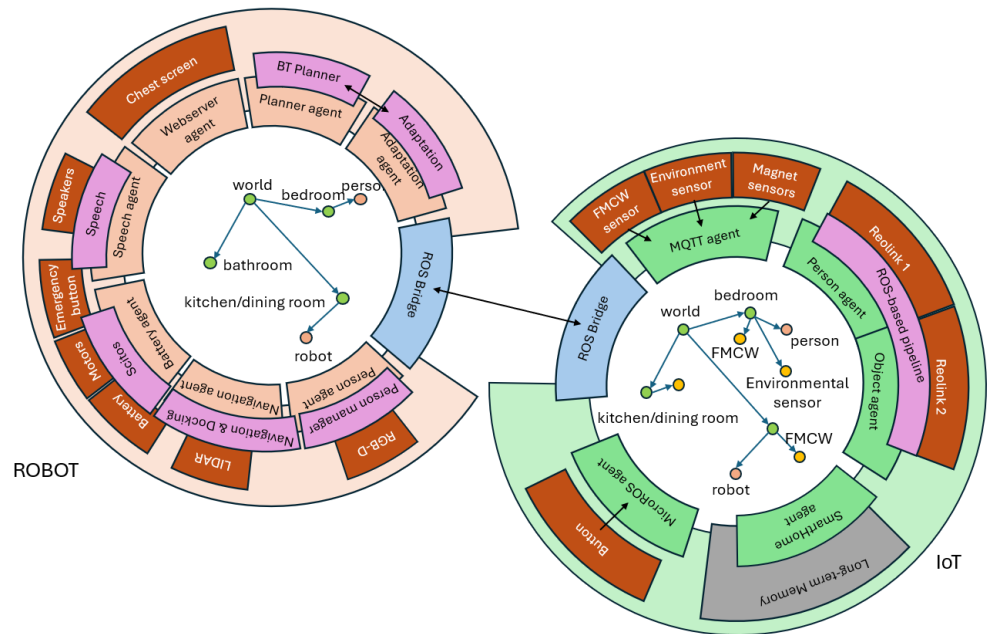 Chest screen
BT Planner
Webserver
agent
Planner agent
Adaptation
Adaptation
agent
Speakers
Speech
Speech agent
world
bedroom
perso
bathroom
kitchen/dining room
robot
ROS Bridge
Emergency
button
Motors
Battery
Scitos
Battery agent
Navigation agent
Navigation & Docking
LIDAR
Person agent
Person manager
RGB-D
ROBOT
FMCW
sensor
Environment
sensor
Magnet
sensors
MQTT agent
Reolink 1
Reolink 2
ROS-based pipeline
Person agent
Object agent
ROS Bridge
world
bedroom
FMCW
person
Environmental
sensor
kitchen/dining room
FMCW
robot
MicroROS agent
Button
SmartHome
agent
Long-term Memory
IoT